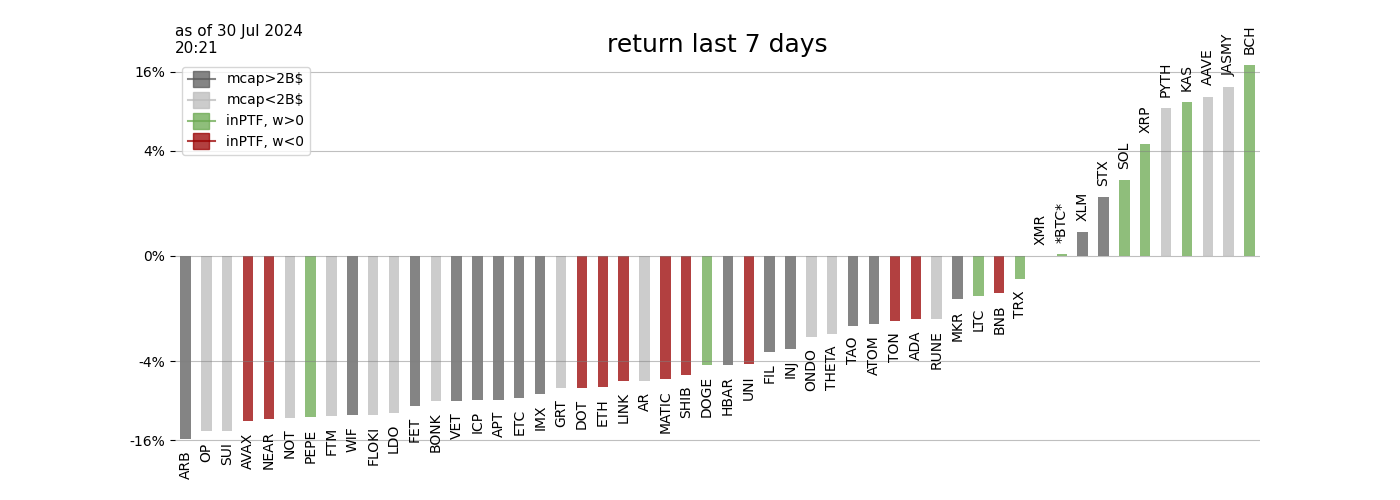 as of 30 Jul 2024
20:21
return last 7 days
mcap>2B$
mcap<2B$
inPTF, w>0
inPTF, w<0
16%
4%
0%
-4%
-16%
ARB
OP
SUI
AVAX
NEAR
NOT
PEPE
FTM
WIF
FLOKI
LDO
FET
BONK
VET
ICP
APT
ETC
IMX
GRT
DOT
ETH
LINK
AR
MATIC
SHIB
DOGE
HBAR
UNI
FIL
INJ
ONDO
THETA
TAO
ATOM
TON
ADA
RUNE
MKR
LTC
BNB
TRX
XMR
*BTC*
XLM
STX
SOL
XRP
PYTH
KAS
AAVE
JASMY
BCH